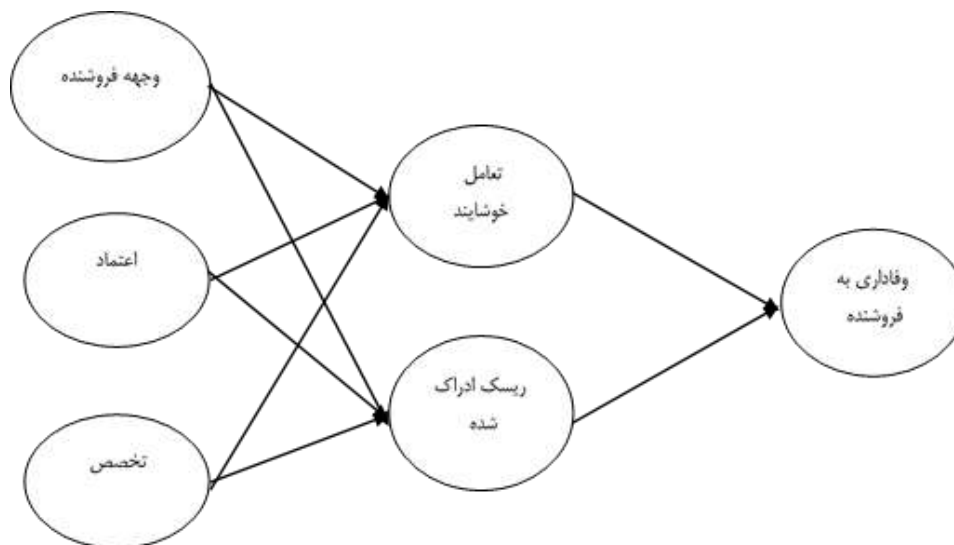 وجهه فروشنده
تعامل
خوشایند
اعتماد
وفاداری به
فروشنده
ریسک ادراک
شده
تخصص